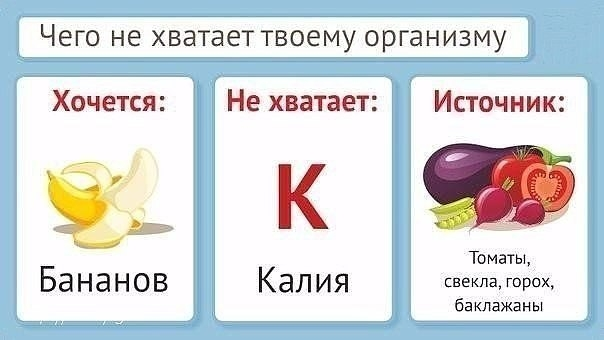 Чего не хватает твоему организму
Хочется:
Бананов
Не хватает:
К
Калия
Источник:
Томаты,
свекла, горох,
баклажаны